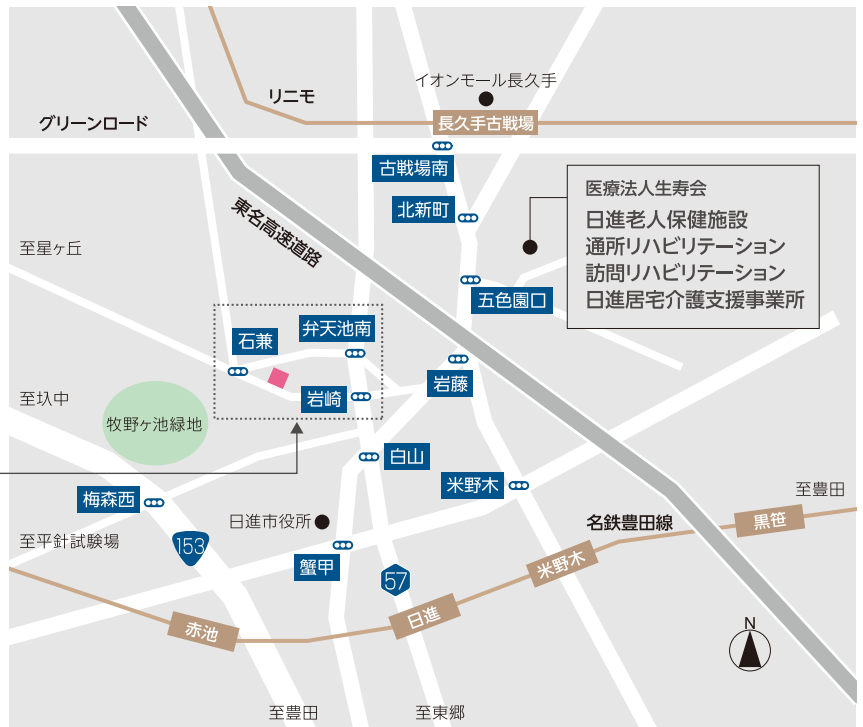 イオンモール長久手
リニモ
長久手古戦場
グリーンロード
古戦場南
北新町
医療法人生寿会
日進老人保健施設
通所リハビリテーション
訪問リハビリテーション
日進居宅介護支援事業所
東名高速道路
至星ヶ丘
五色園口
弁天池南
石兼
岩藤
岩崎
至圦中
牧野ヶ池緑地
白山
米野木
梅森西
至豊田
日進市役所
名鉄豊田線
黒笹
至平針試験場
153
蟹甲
米野木
57
日進
赤池
N
至豊田
至東郷